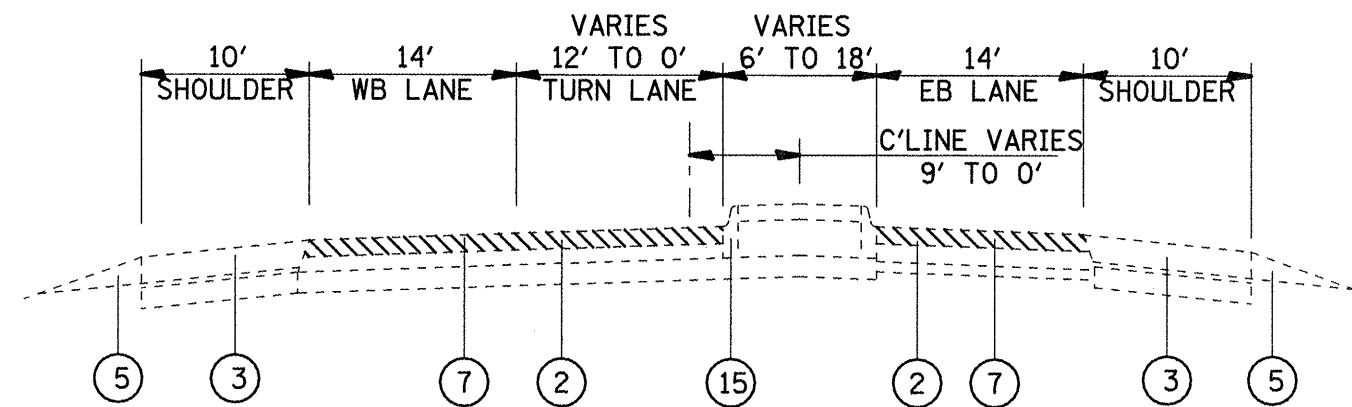 VARIES VARIES
10' 14' 12' TO 0' 6' TO 18' 14' 10'
SHOULDER WB LANE TURN LANE EB LANE SHOULDER
C'LINE VARIES
9' TO 0'
5 3 7 2 15 2 7 3 5